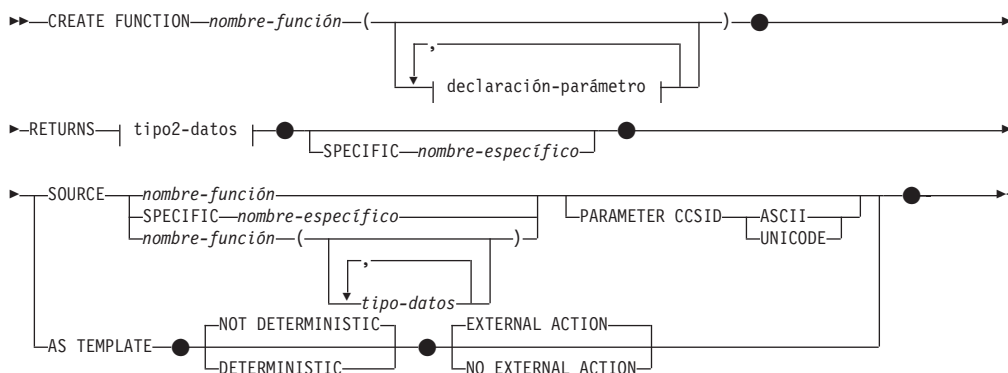 CREATE FUNCTION nombre-función ( )
,
declaración-parámetro
RETURNS tipo2-datos
SPECIFIC nombre-específico
SOURCE nombre-función
SPECIFIC nombre-específico PARAMETER CCSID ASCII
nombre-función ( ) UNICODE
,
tipo-datos
NOT DETERMINISTIC EXTERNAL ACTION
AS TEMPLATE
DETERMINISTIC NO EXTERNAL ACTION